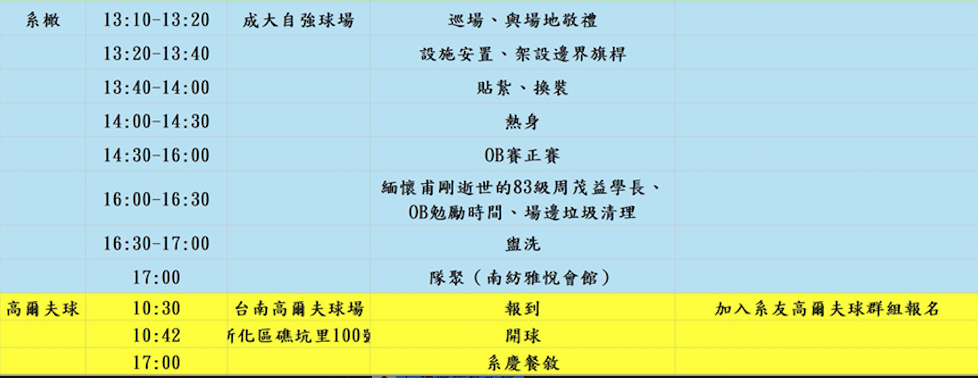 系橄 13:10-13:20 成大自強球場 巡場、與場地敬禮
13:20-13:40 設施安置、架設邊界旗桿
13:40-14:00 貼紮、換裝
14:00-14:30 熱身
14:30-16:00 OB賽正賽
16:00-16:30 緬懷甫剛逝世的83級周茂益學長、
OB勉勵時間、場邊垃圾清理
16:30-17:00 盥洗
17:00 隊聚（南紡雅悅會館）
高爾夫球 10:30 台南高爾夫球場 報到 加入系友高爾夫球群組報名
10:42 新化區礁坑里100號 開球
17:00 系慶餐敘